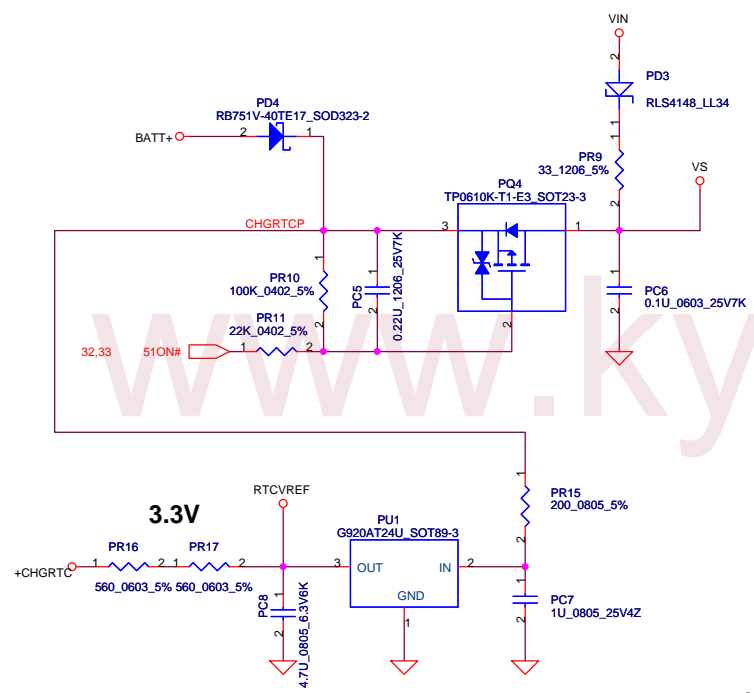 VIN
2
PD3
RLS4148_LL34
1
1
PD4
RB751V-40TE17_SOD323-2
BATT+
2
1
PR9
33_1206_5%
2
VS
PQ4
TP0610K-T1-E3_SOT23-3
CHGRTCP
3
1
1
PR10
100K_0402_5%
2
1
PC5
0.22U_1206_25V7K
2
2
1
PC6
0.1U_0603_25V7K
2
PR11
22K_0402_5%
32,33
51ON#
1
2
www.ky
1
PR15
200_0805_5%
2
RTCVREF
3.3V
PU1
G920AT24U_SOT89-3
+CHGRTC
1
PR16
2
1
PR17
2
560_0603_5%
560_0603_5%
3
OUT
IN
2
GND
1
1
PC8
4.7U_0805_6.3V6K
2
1
PC7
1U_0805_25V4Z
2